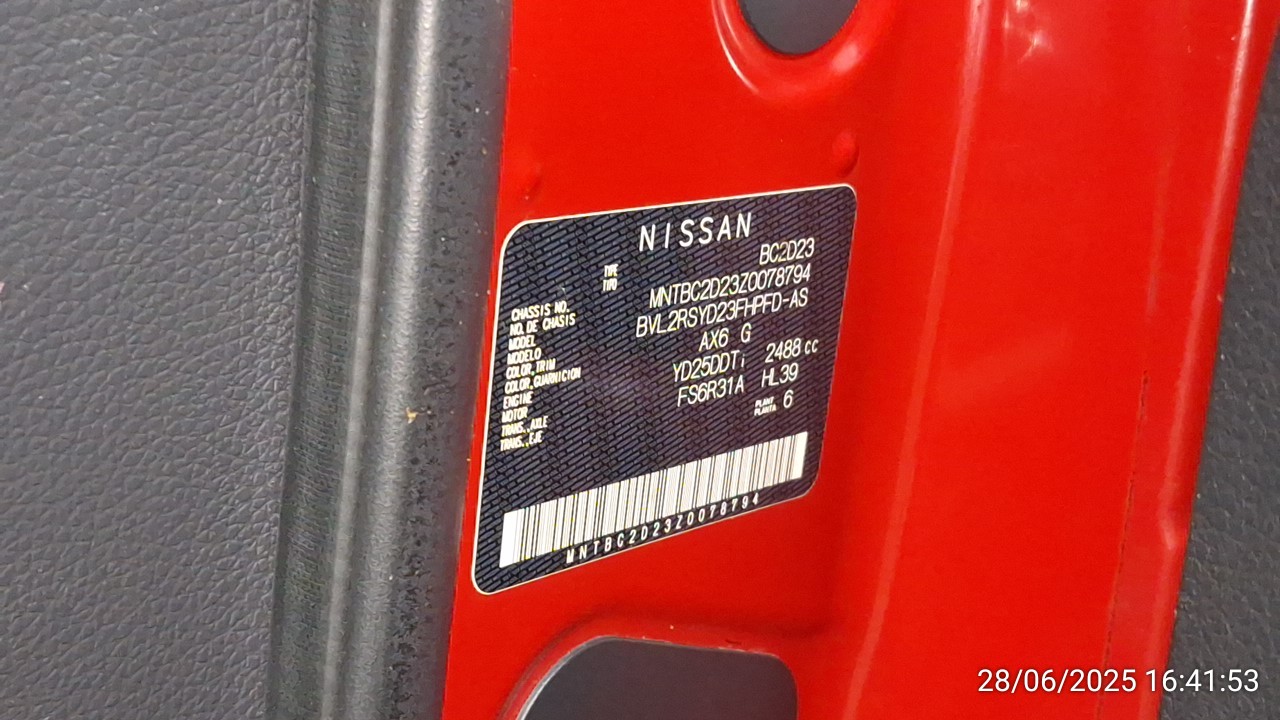 NISSAN
TYPE BC2D23
TIPO
CHASSIS NO. MNTBC2D23Z0078794
NO. DE CHASIS
MODEL BVL2RSYD23FHPFD-AS
MODELO
COLOR,TRIM AX6 G
COLOR,GUARNICION
ENGINE YD25DDTi 2488 cc
MOTOR
TRANS.,AXLE FS6R31A HL39
TRANS.,EJE
PLANT 6
PLANTA
MNTBC2D23Z0078794
28/06/2025 16:41:53